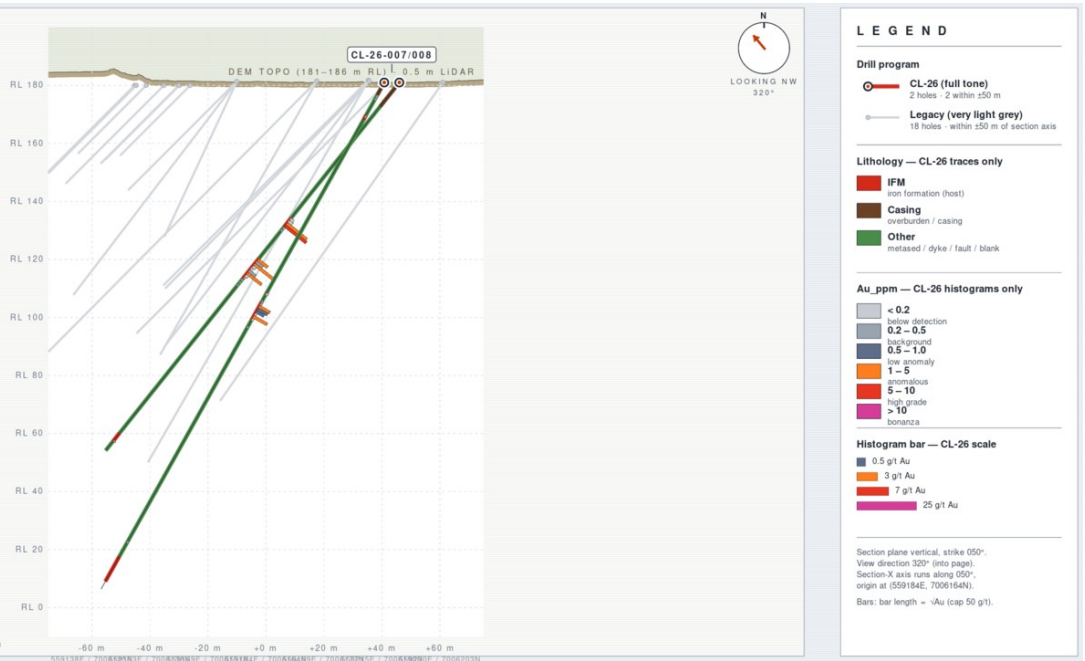 CL-26-007/008
DEM TOPO (181–186 m RL) 0.5 m LiDAR
RL 180
RL 160
RL 140
RL 120
RL 100
RL 80
RL 60
RL 40
RL 20
RL 0
-60 m
-40 m
-20 m
+0 m
+20 m
+40 m
+60 m
N
LOOKING NW
320°
LEGEND
Drill program
CL-26 (full tone)
2 holes · 2 within ±50 m
Legacy (very light grey)
18 holes · within ±50 m of section axis
Lithology — CL-26 traces only
IFM
iron formation (host)
Casing
overburden / casing
Other
metased / dyke / fault / blank
Au_ppm — CL-26 histograms only
< 0.2
below detection
0.2 – 0.5
background
0.5 – 1.0
low anomaly
1 – 5
anomalous
5 – 10
high grade
> 10
bonanza
Histogram bar — CL-26 scale
0.5 g/t Au
3 g/t Au
7 g/t Au
25 g/t Au
Section plane vertical, strike 050°.
View direction 320° (into page).
Section-X axis runs along 050°,
origin at (559184E, 7006164N).
Bars: bar length = √Au (cap 50 g/t).